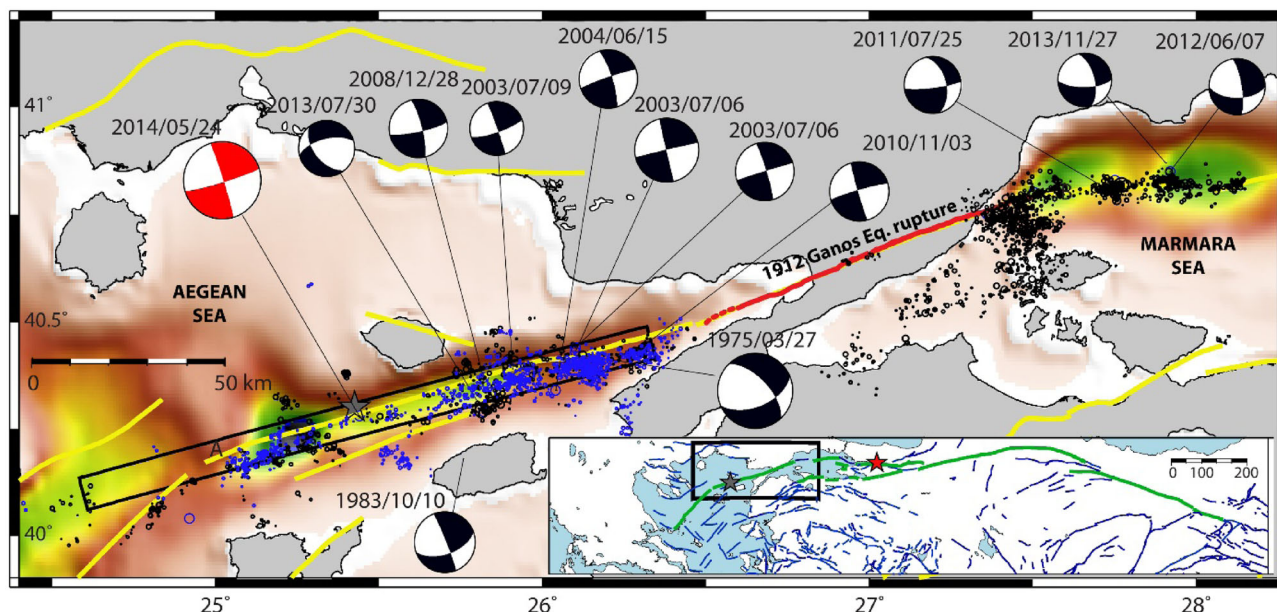 2004/06/15
2011/07/25
2013/11/27
2012/06/07
2008/12/28
2003/07/09
41°
2013/07/30
2003/07/06
2014/05/24
2003/07/06
2010/11/03
1912 Ganos Eq. rupture
MARMARA
SEA
AEGEAN
SEA
40.5°
1975/03/27
0 50 km
A
1983/10/10
0 100 200
40°
25° 26° 27° 28°